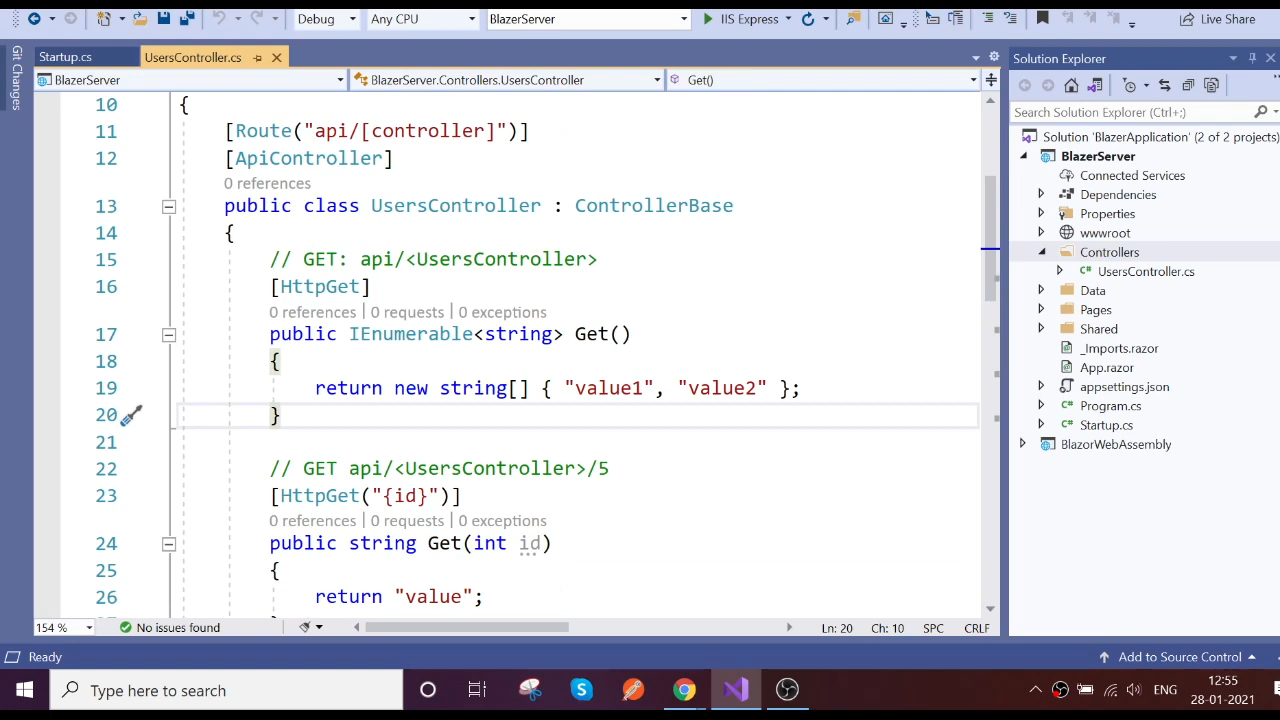 Debug
Any CPU
BlazerServer
IIS Express
Live Share
Git Changes
Startup.cs
UsersController.cs
Solution Explorer
BlazerServer
BlazerServer.Controllers.UsersController
Get()
Search Solution Explorer (Ctrl+;)
Solution 'BlazerApplication' (2 of 2 projects)
BlazerServer
Connected Services
Dependencies
Properties
wwwroot
Controllers
UsersController.cs
Data
Pages
Shared
_Imports.razor
App.razor
appsettings.json
Program.cs
Startup.cs
BlazorWebAssembly
10 {
11 [Route("api/[controller]")]
12 [ApiController]
0 references
13 public class UsersController : ControllerBase
14 {
15 // GET: api/<UsersController>
16 [HttpGet]
0 references | 0 requests | 0 exceptions
17 public IEnumerable<string> Get()
18 {
19 return new string[] { "value1", "value2" };
20 }
21
22 // GET api/<UsersController>/5
23 [HttpGet("{id}")]
0 references | 0 requests | 0 exceptions
24 public string Get(int id)
25 {
26 return "value";
154 %
No issues found
Ln: 20 Ch: 10 SPC CRLF
Ready
Add to Source Control
Type here to search
ENG
12:55
28-01-2021